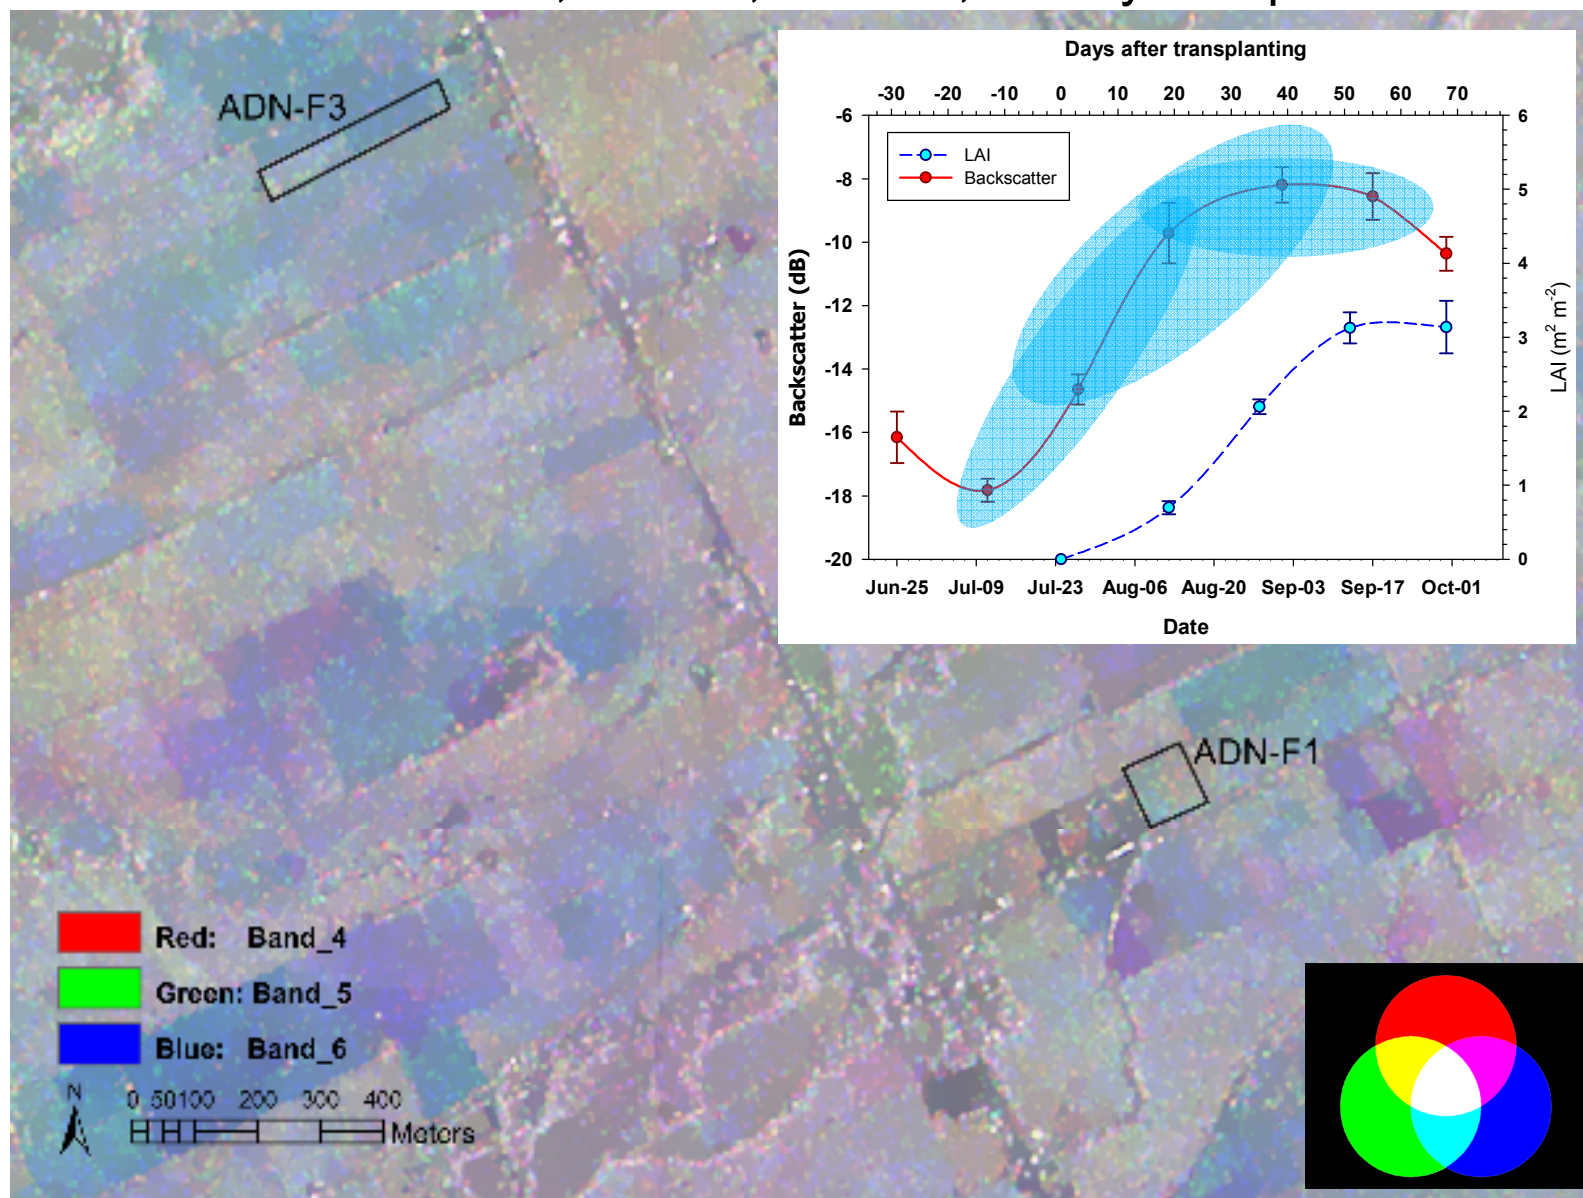 Days after transplanting
-30 -20 -10 0 10 20 30 40 50 60 70
ADN-F3
-6
-8
-10
-12
-14
-16
-18
-20
6
5
4
3
2
1
0
LAI
Backscatter
Backscatter (dB)
LAI (m² m⁻²)
Jun-25 Jul-09 Jul-23 Aug-06 Aug-20 Sep-03 Sep-17 Oct-01
Date
ADN-F1
Red: Band_4
Green: Band_5
Blue: Band_6
N
0 50100 200 300 400
Meters